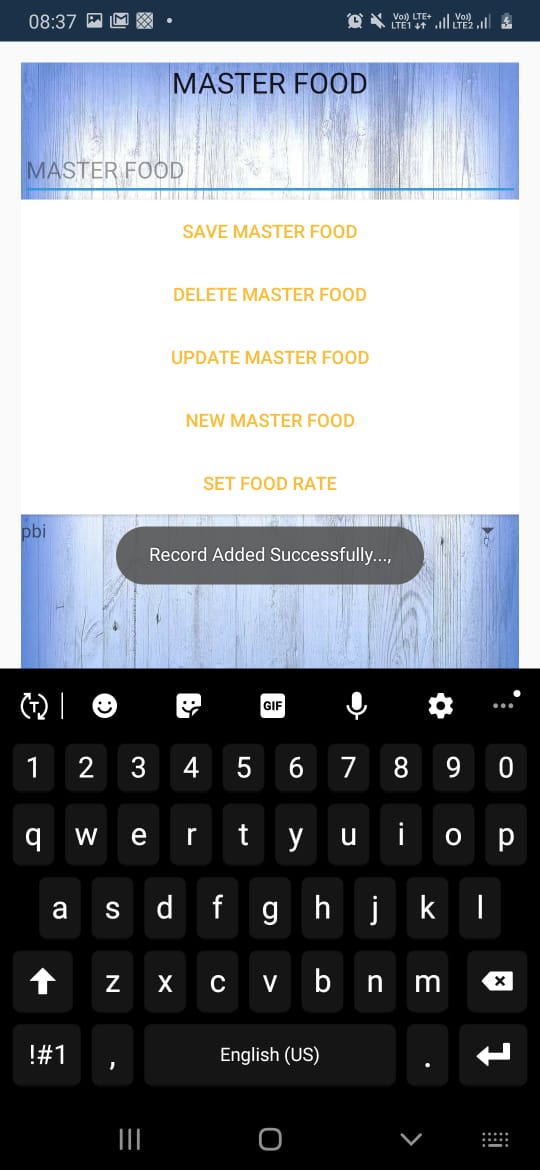 08:37 Vo) LTE+ Vo)
LTE1 LTE2
MASTER FOOD
MASTER FOOD
SAVE MASTER FOOD
DELETE MASTER FOOD
UPDATE MASTER FOOD
NEW MASTER FOOD
SET FOOD RATE
pbi
Record Added Successfully...,
T GIF
1 2 3 4 5 6 7 8 9 0
q w e r t y u i o p
a s d f g h j k l
z x c v b n m
!#1 , English (US) .